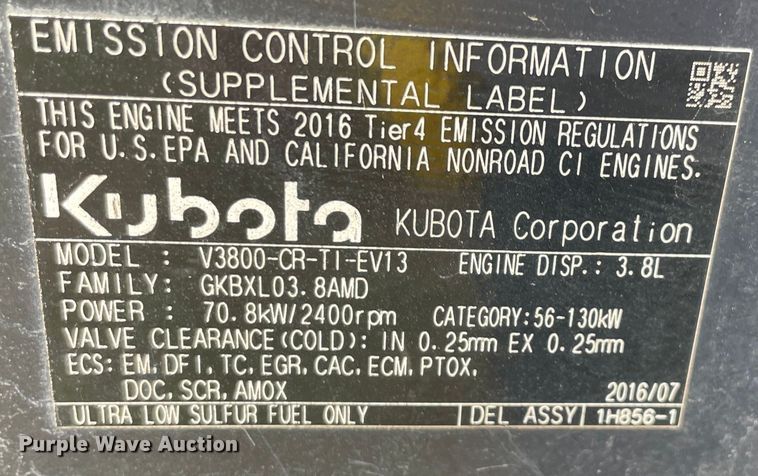 EMISSION CONTROL INFORMATION
(SUPPLEMENTAL LABEL)
THIS ENGINE MEETS 2016 Tier4 EMISSION REGULATIONS
FOR U.S.EPA AND CALIFORNIA NONROAD CI ENGINES.
Kubota KUBOTA Corporation
MODEL : V3800-CR-TI-EV13 ENGINE DISP.: 3.8L
FAMILY: GKBXL03.8AMD
POWER : 70.8kW/2400rpm CATEGORY:56-130kW
VALVE CLEARANCE(COLD): IN 0.25mm EX 0.25mm
ECS: EM, DFI, TC, EGR, CAC, ECM, PTOX,
DOC, SCR, AMOX 2016/07
ULTRA LOW SULFUR FUEL ONLY DEL ASSY 1H856-1
Purple Wave Auction